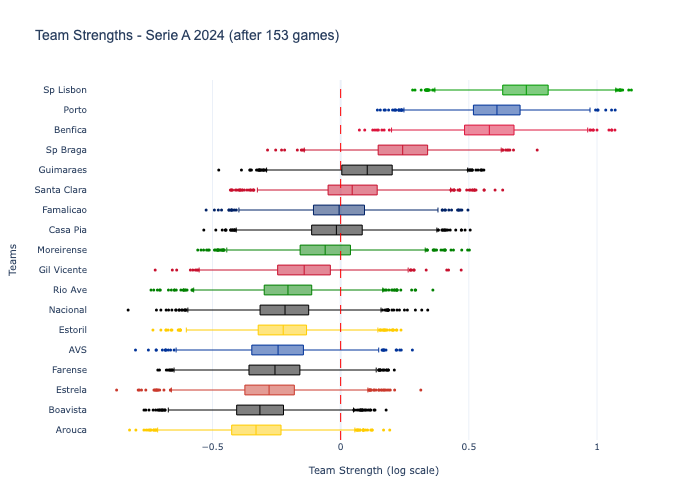 Team Strengths - Serie A 2024 (after 153 games)
Sp Lisbon
Porto
Benfica
Sp Braga
Guimaraes
Santa Clara
Famalicao
Casa Pia
Moreirense
Gil Vicente
Rio Ave
Nacional
Estoril
AVS
Farense
Estrela
Boavista
Arouca
Teams
−0.5 0 0.5 1
Team Strength (log scale)